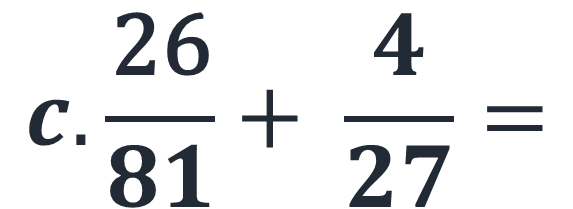 c. 26/81 + 4/27 =